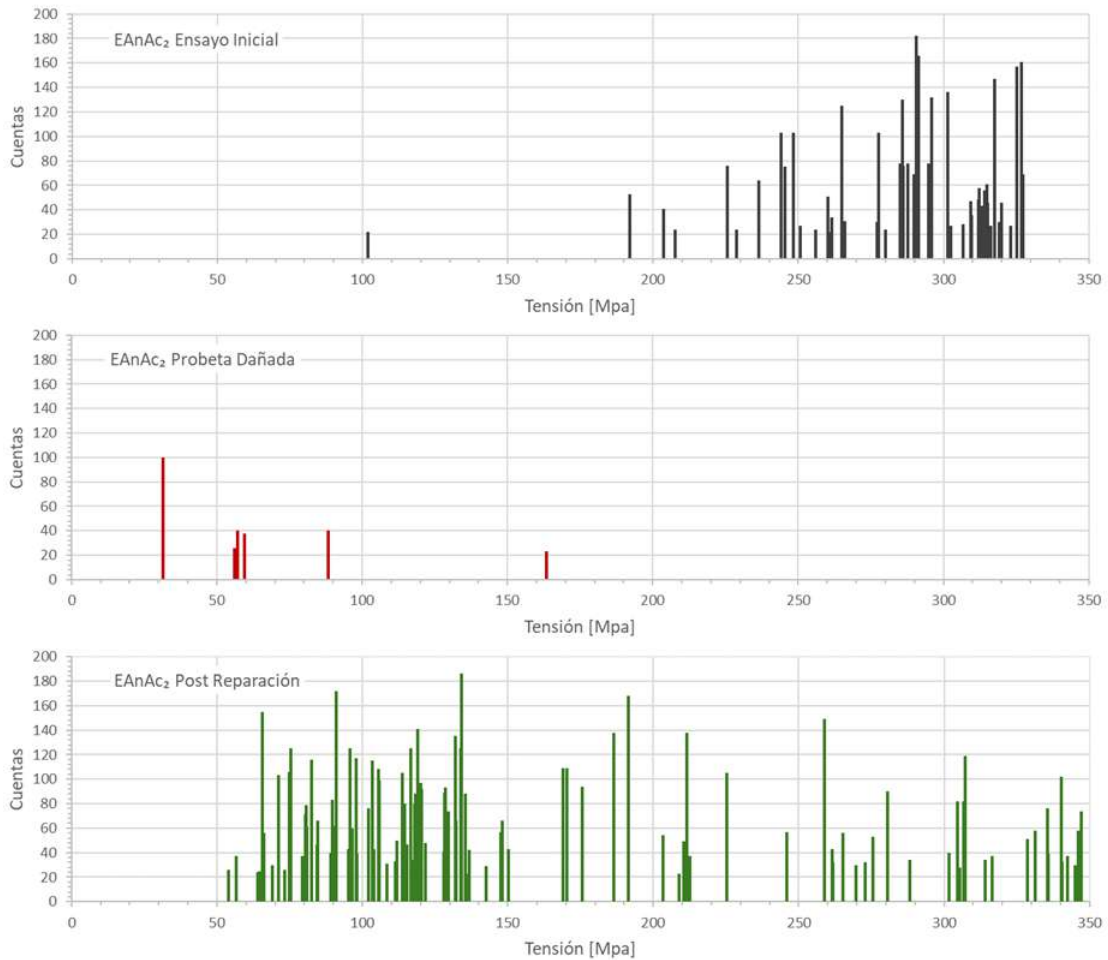 200
180
160
140
120
100
80
60
40
20
0
Cuentas
EAnAc₂ Ensayo Inicial
0 50 100 150 200 250 300 350
Tensión [Mpa]
200
180
160
140
120
100
80
60
40
20
0
Cuentas
EAnAc₂ Probeta Dañada
0 50 100 150 200 250 300 350
Tensión [Mpa]
200
180
160
140
120
100
80
60
40
20
0
Cuentas
EAnAc₂ Post Reparación
0 50 100 150 200 250 300 350
Tensión [Mpa]